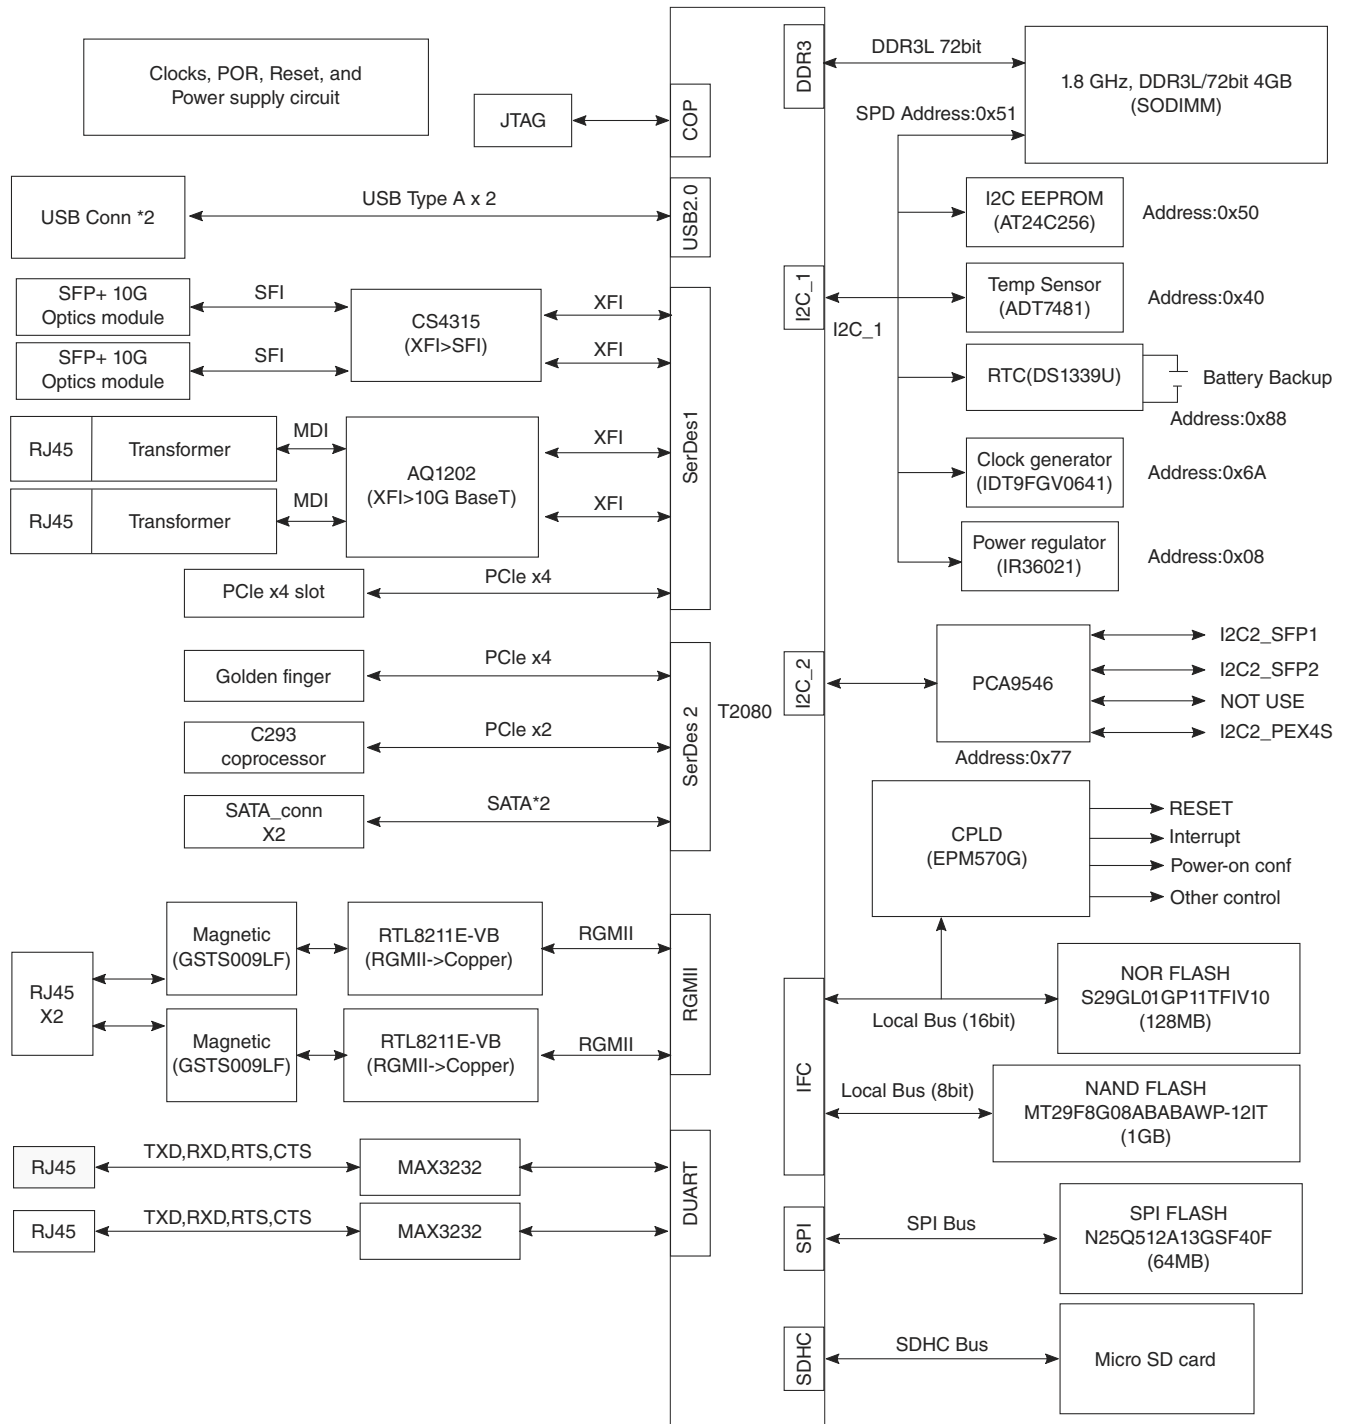 Clocks, POR, Reset, and
Power supply circuit
JTAG
COP
USB Conn *2
USB Type A x 2
USB2.0
SFP+ 10G
Optics module
SFI
SFP+ 10G
Optics module
SFI
CS4315
(XFI>SFI)
XFI
XFI
RJ45
Transformer
MDI
RJ45
Transformer
MDI
AQ1202
(XFI>10G BaseT)
XFI
XFI
PCIe x4 slot
PCIe x4
SerDes1
Golden finger
PCIe x4
C293
coprocessor
PCIe x2
SATA_conn
X2
SATA*2
SerDes 2
T2080
RJ45
X2
Magnetic
(GSTS009LF)
RTL8211E-VB
(RGMII->Copper)
RGMII
Magnetic
(GSTS009LF)
RTL8211E-VB
(RGMII->Copper)
RGMII
RGMII
RJ45
TXD,RXD,RTS,CTS
MAX3232
RJ45
TXD,RXD,RTS,CTS
MAX3232
DUART
DDR3
DDR3L 72bit
1.8 GHz, DDR3L/72bit 4GB
(SODIMM)
SPD Address:0x51
I2C EEPROM
(AT24C256)
Address:0x50
I2C_1
I2C_1
Temp Sensor
(ADT7481)
Address:0x40
RTC(DS1339U)
Battery Backup
Address:0x88
Clock generator
(IDT9FGV0641)
Address:0x6A
Power regulator
(IR36021)
Address:0x08
I2C_2
PCA9546
Address:0x77
I2C2_SFP1
I2C2_SFP2
NOT USE
I2C2_PEX4S
CPLD
(EPM570G)
RESET
Interrupt
Power-on conf
Other control
IFC
Local Bus (16bit)
NOR FLASH
S29GL01GP11TFIV10
(128MB)
Local Bus (8bit)
NAND FLASH
MT29F8G08ABABAWP-12IT
(1GB)
SPI
SPI Bus
SPI FLASH
N25Q512A13GSF40F
(64MB)
SDHC
SDHC Bus
Micro SD card